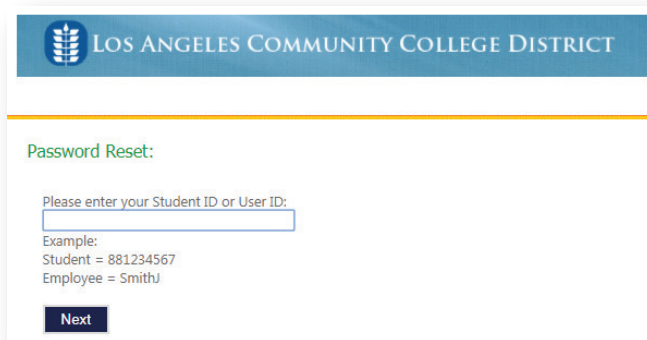 LOS ANGELES COMMUNITY COLLEGE DISTRICT
Password Reset:
Please enter your Student ID or User ID:
Example:
Student = 881234567
Employee = SmithJ
Next